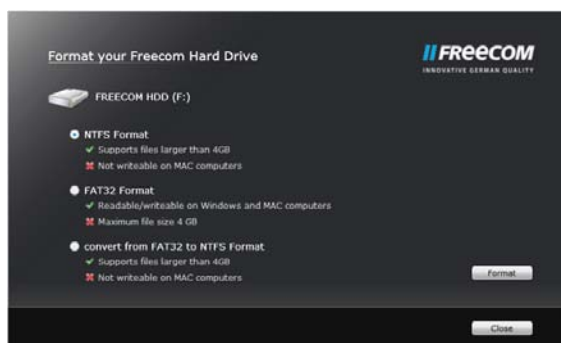 Format your Freecom Hard Drive
FREECOM
INNOVATIVE GERMAN QUALITY
FREECOM HDD (F:)
NTFS Format
Supports files larger than 4GB
Not writeable on MAC computers
FAT32 Format
Readable/writeable on Windows and MAC computers
Maximum file size 4 GB
convert from FAT32 to NTFS Format
Supports files larger than 4GB
Not writeable on MAC computers
Format
Close